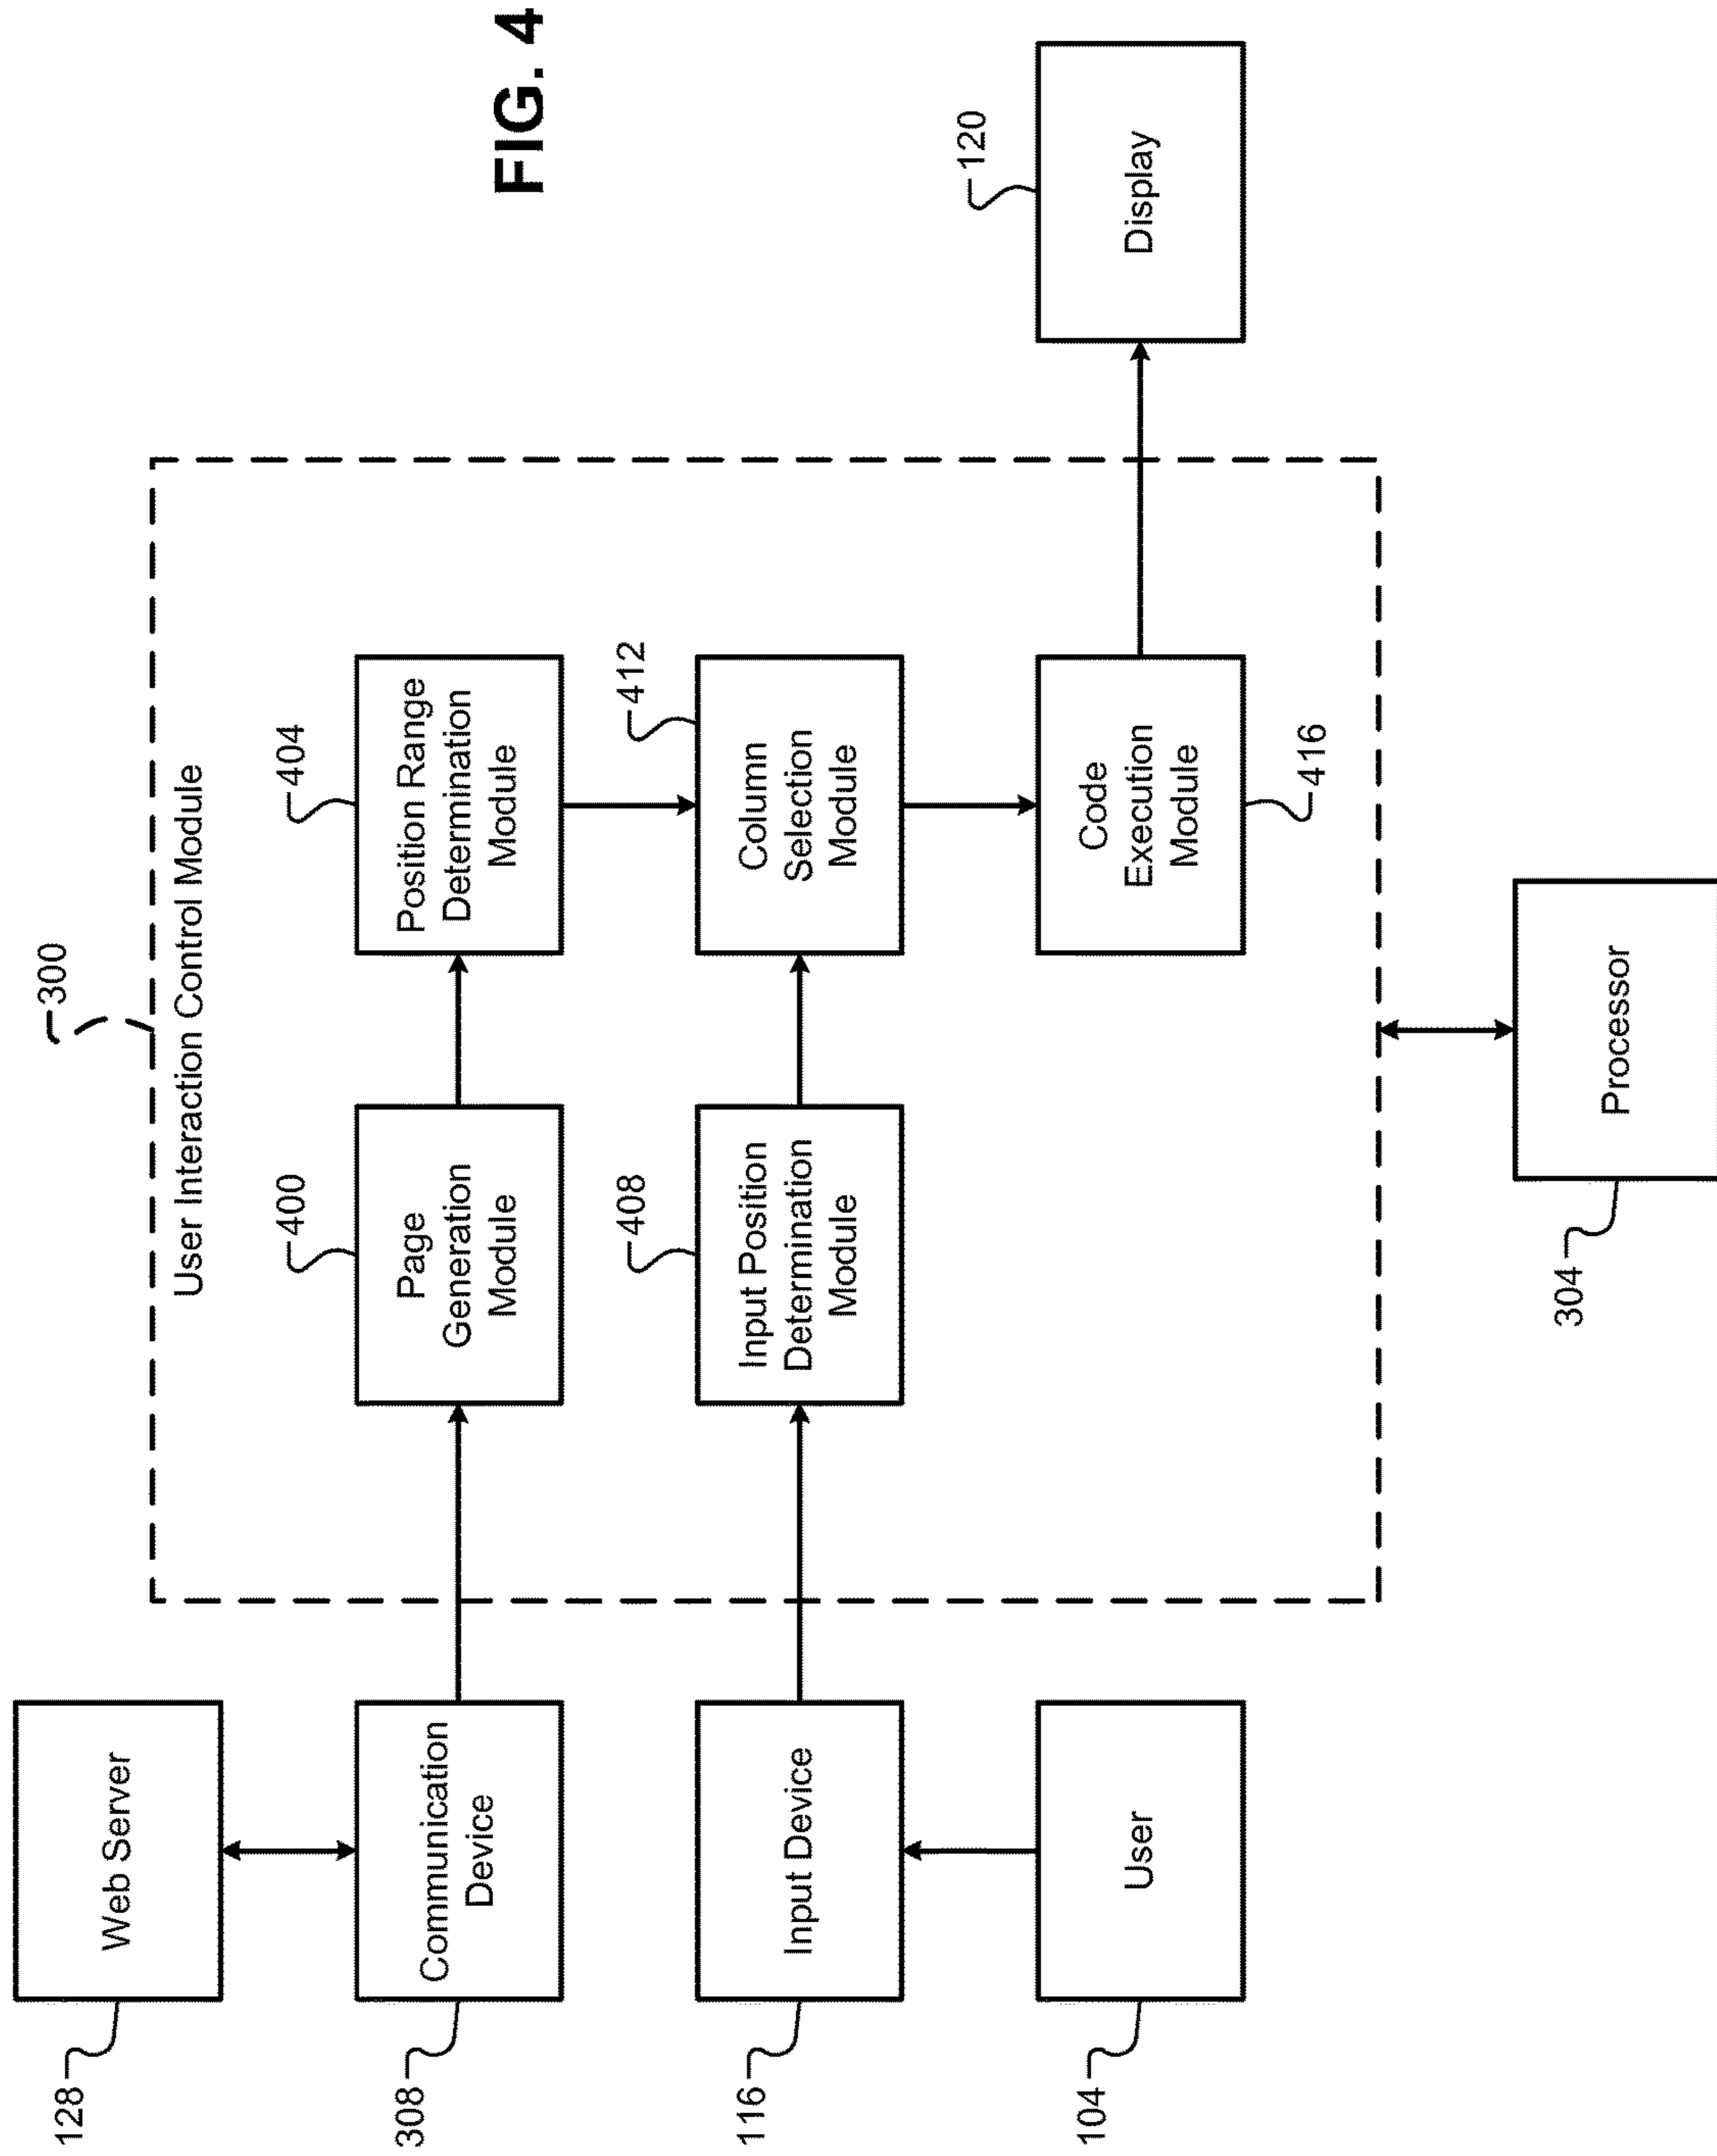 128
Web Server
300
User Interaction Control Module
308
Communication
Device
400
Page
Generation
Module
404
Position Range
Determination
Module
116
Input Device
408
Input Position
Determination
Module
412
Column
Selection
Module
120
Display
104
User
Code
Execution
Module
416
304
Processor
FIG. 4